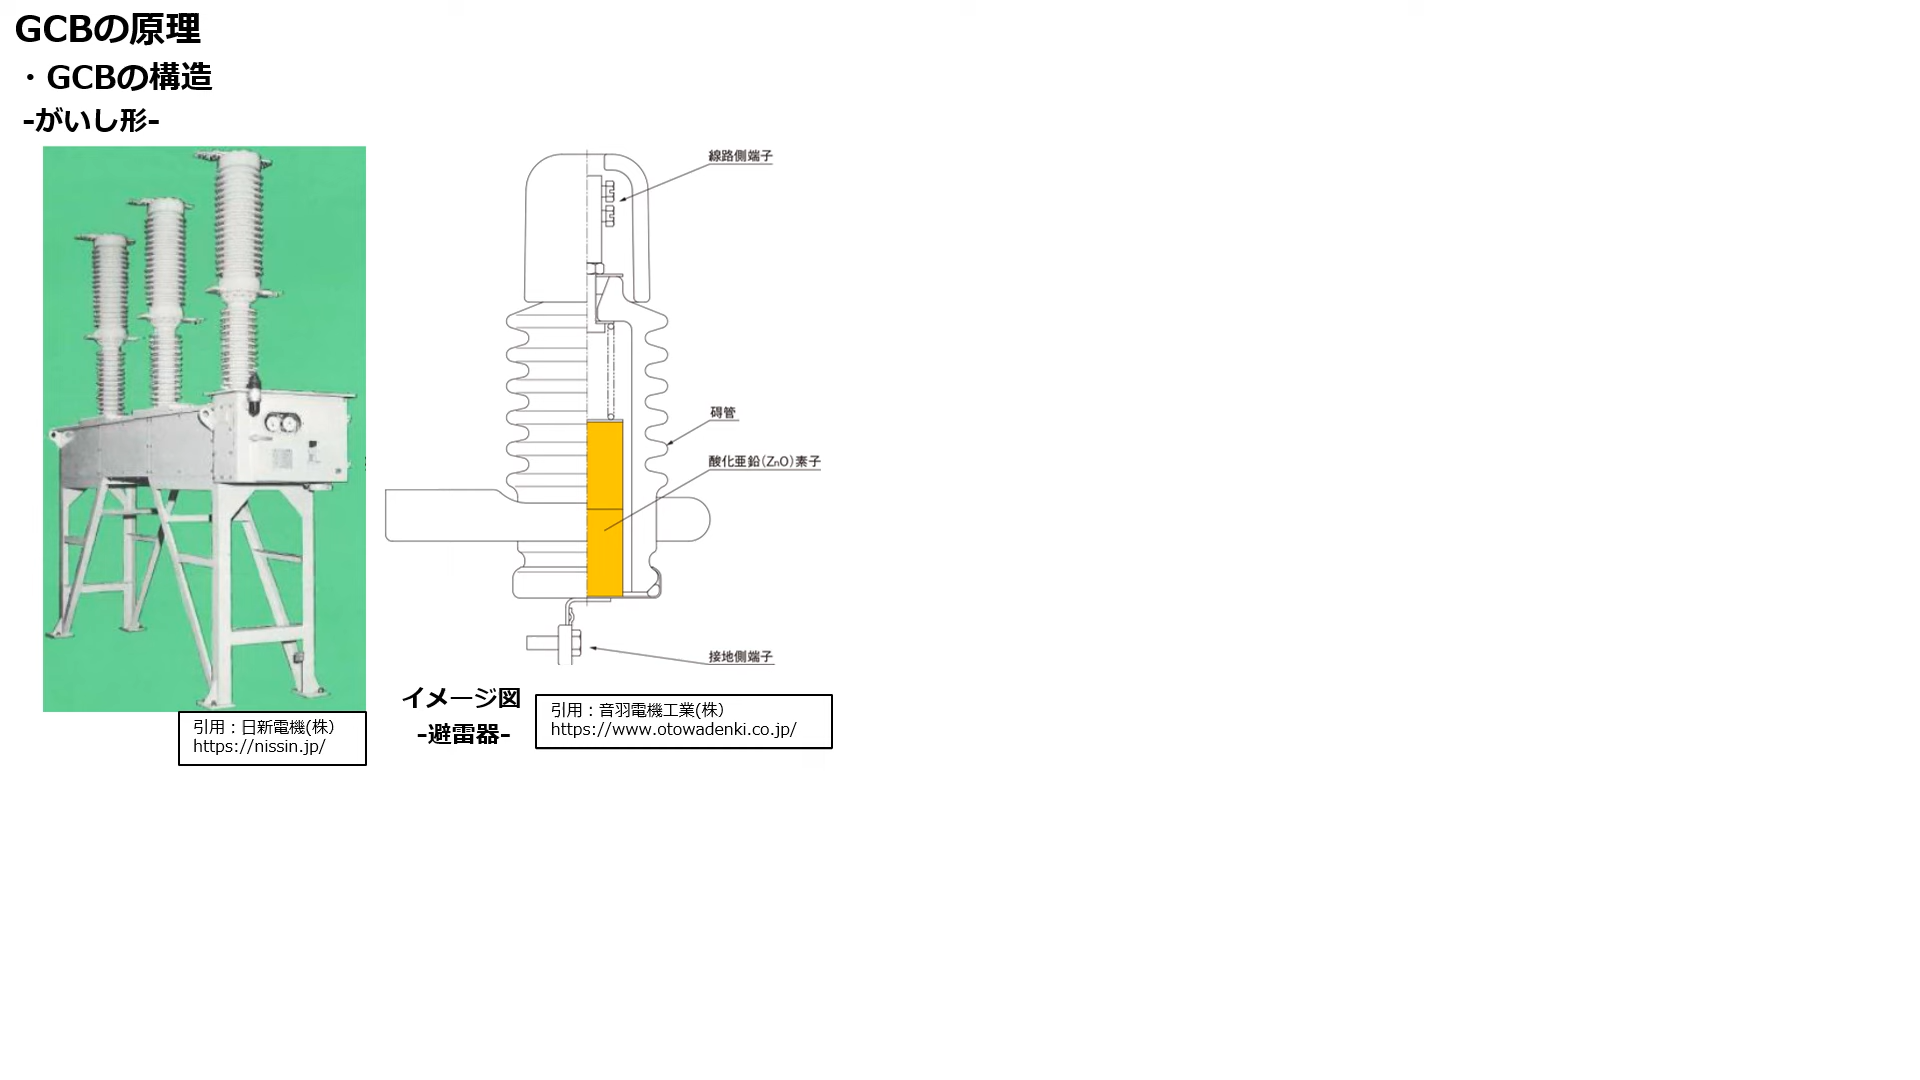 GCBの原理
・GCBの構造
-がいし形-
線路側端子
碍管
酸化亜鉛(ZnO)素子
接地側端子
イメージ図
-避雷器-
引用：音羽電機工業(株)
https://www.otowadenki.co.jp/
引用：日新電機(株)
https://nissin.jp/